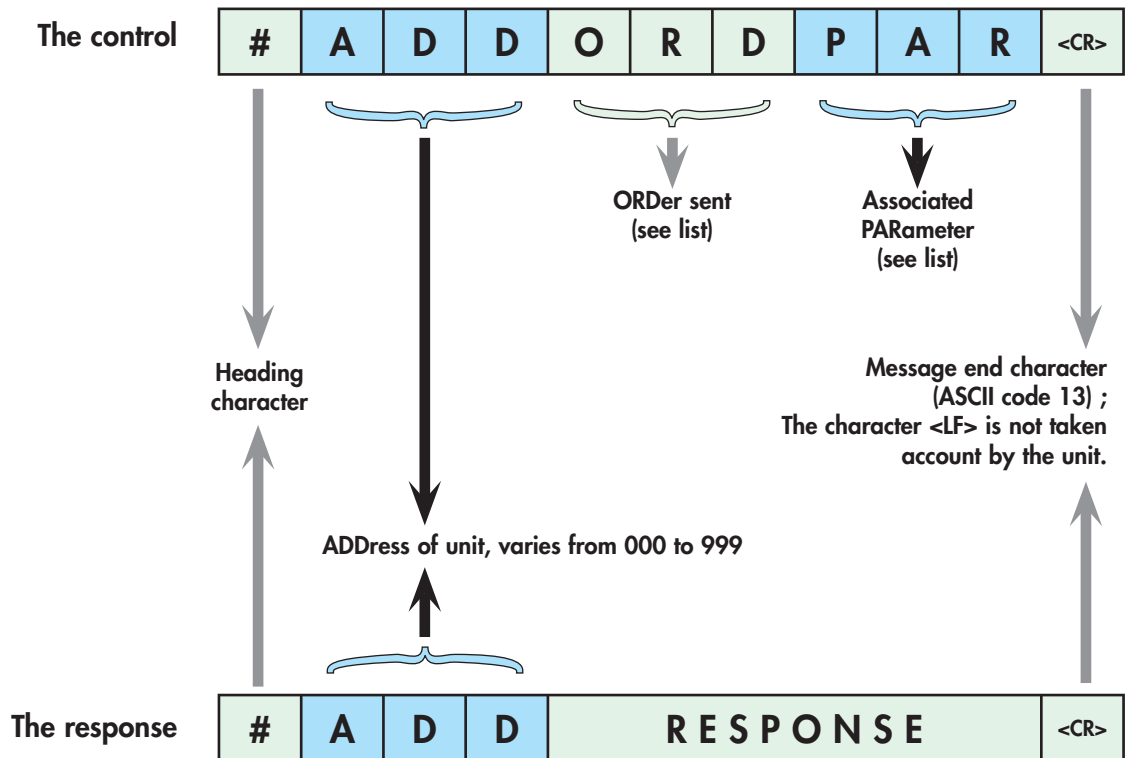 The control # A D D O R D P A R <CR>
ORDer sent
(see list)
Associated
PARameter
(see list)
Heading
character
Message end character
(ASCII code 13) ;
The character <LF> is not taken
account by the unit.
ADDress of unit, varies from 000 to 999
The response # A D D R E S P O N S E <CR>